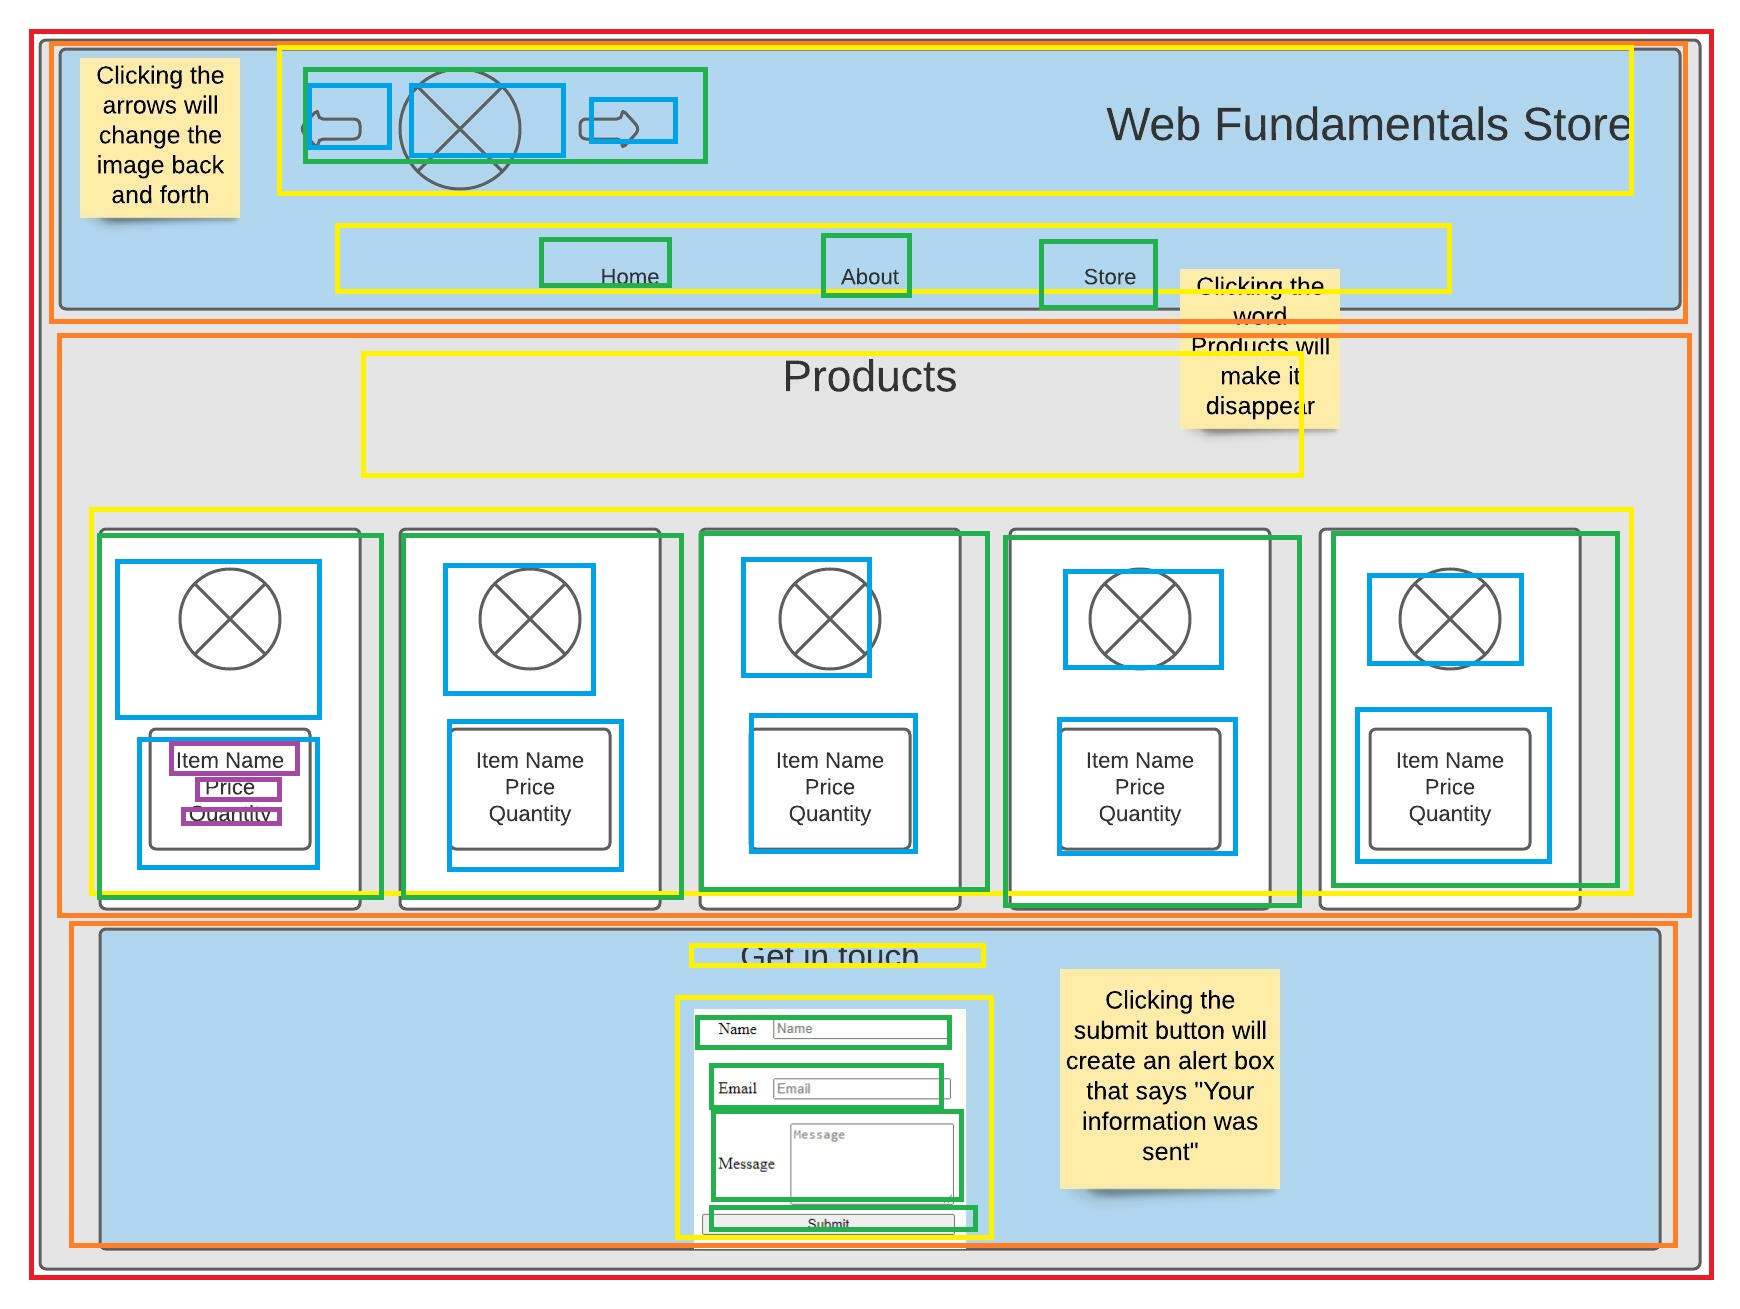 Clicking the
arrows will
change the
image back
and forth
Web Fundamentals Store
Home
About
Store
Clicking the
word
Products will
make it
disappear
Products
Item Name
Price
Quantity
Item Name
Price
Quantity
Item Name
Price
Quantity
Item Name
Price
Quantity
Item Name
Price
Quantity
Get in touch
Name Name
Email Email
Message Message
Submit
Clicking the
submit button will
create an alert box
that says "Your
information was
sent"